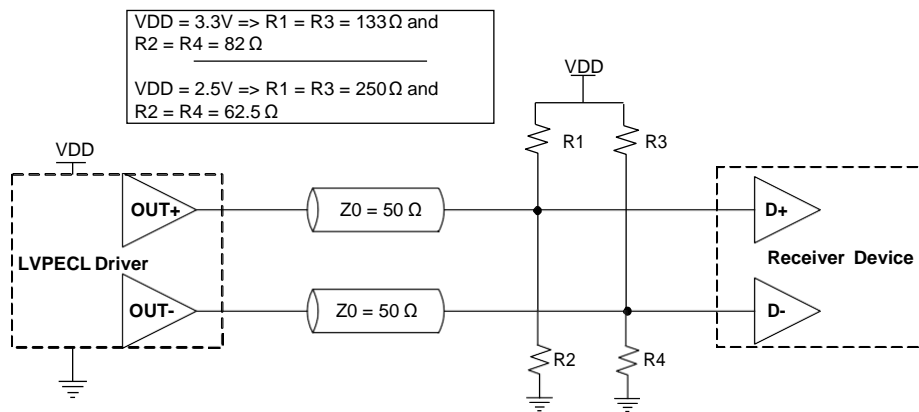 VDD = 3.3V => R1 = R3 = 133Ω and
R2 = R4 = 82 Ω
VDD = 2.5V => R1 = R3 = 250Ω and
R2 = R4 = 62.5 Ω
VDD
VDD
R1
R3
OUT+
Z0 = 50 Ω
D+
LVPECL Driver
Receiver Device
OUT-
Z0 = 50 Ω
D-
R2
R4